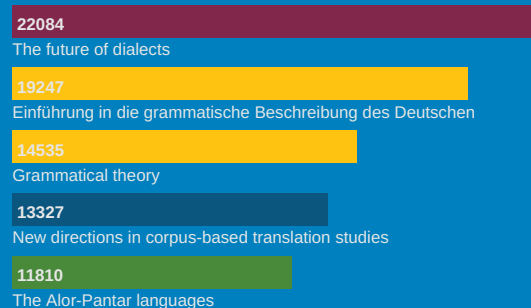 22084
The future of dialects
19247
Einführung in die grammatische Beschreibung des Deutschen
14535
Grammatical theory
13327
New directions in corpus-based translation studies
11810
The Alor-Pantar languages